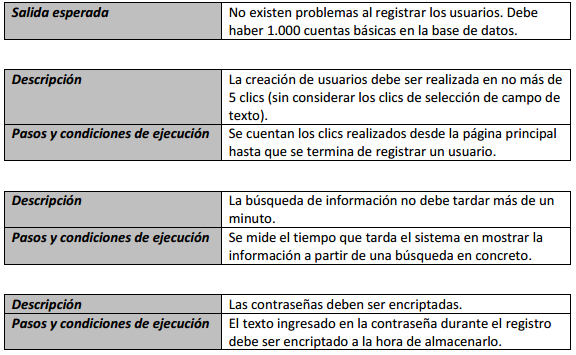 Salida esperada
No existen problemas al registrar los usuarios. Debe
haber 1.000 cuentas básicas en la base de datos.
Descripción
La creación de usuarios debe ser realizada en no más de
5 clics (sin considerar los clics de selección de campo de
texto).
Pasos y condiciones de ejecución
Se cuentan los clics realizados desde la página principal
hasta que se termina de registrar un usuario.
Descripción
La búsqueda de información no debe tardar más de un
minuto.
Pasos y condiciones de ejecución
Se mide el tiempo que tarda el sistema en mostrar la
información a partir de una búsqueda en concreto.
Descripción
Las contraseñas deben ser encriptadas.
Pasos y condiciones de ejecución
El texto ingresado en la contraseña durante el registro
debe ser encriptado a la hora de almacenarlo.